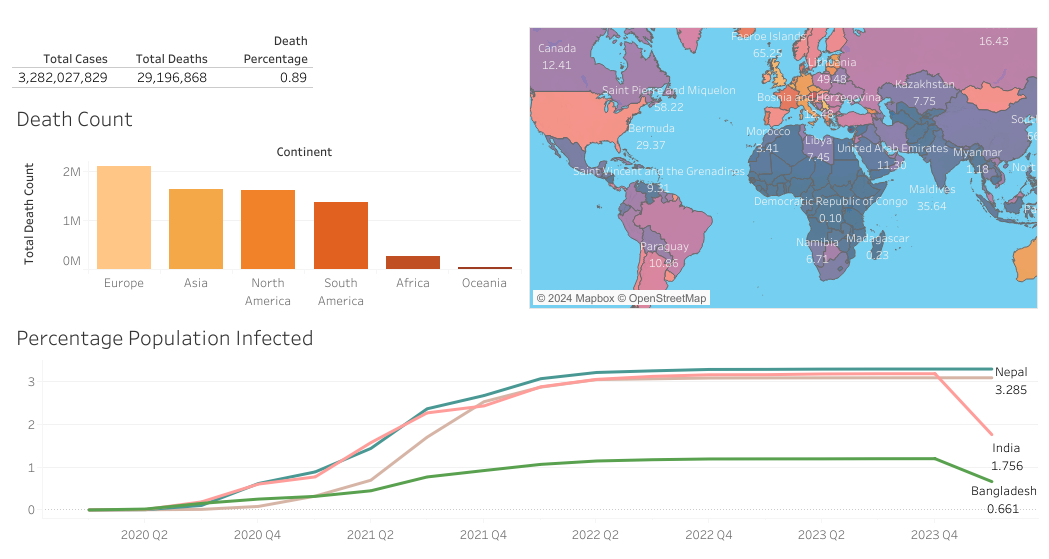 Death
Total Cases Total Deaths Percentage
3,282,027,829 29,196,868 0.89
Death Count
Continent
Total Death Count
2M
1M
0M
Europe Asia North America South America Africa Oceania
Faeroe Islands
65.25
Canada
12.41
16.43
Lithuania
49.48
Kazakhstan
7.75
Saint Pierre and Miquelon
58.22
Bosnia and Herzegovina
Bermuda
29.37
Morocco
3.41
Libya
7.45
United Arab Emirates
11.30
Myanmar
1.18
Saint Vincent and the Grenadines
9.31
Maldives
35.64
Democratic Republic of Congo
0.10
Paraguay
10.86
Namibia
6.71
Madagascar
0.23
© 2024 Mapbox © OpenStreetMap
Percentage Population Infected
3
2
1
0
Nepal
3.285
India
1.756
Bangladesh
0.661
2020 Q2 2020 Q4 2021 Q2 2021 Q4 2022 Q2 2022 Q4 2023 Q2 2023 Q4